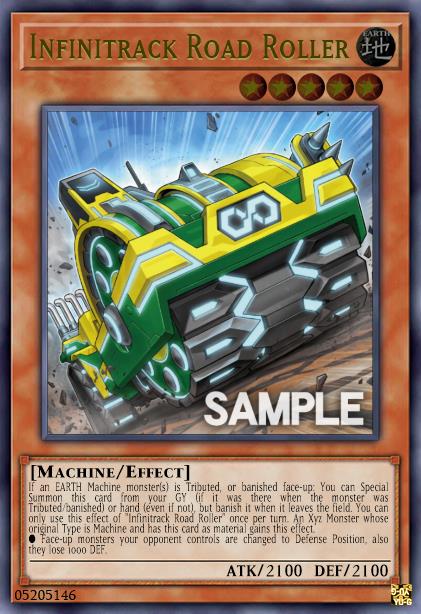 INFINITRACK ROAD ROLLER
EARTH
地
SAMPLE
[MACHINE/EFFECT]
If an EARTH Machine monster(s) is Tributed, or banished face-up: You can Special
Summon this card from your GY (if it was there when the monster was
Tributed/banished) or hand (even if not), but banish it when it leaves the field. You can
only use this effect of "Infinitrack Road Roller" once per turn. An Xyz Monster whose
original Type is Machine and has this card as material gains this effect.
● Face-up monsters your opponent controls are changed to Defense Position, also
they lose 1000 DEF.
ATK/2100 DEF/2100
05205146